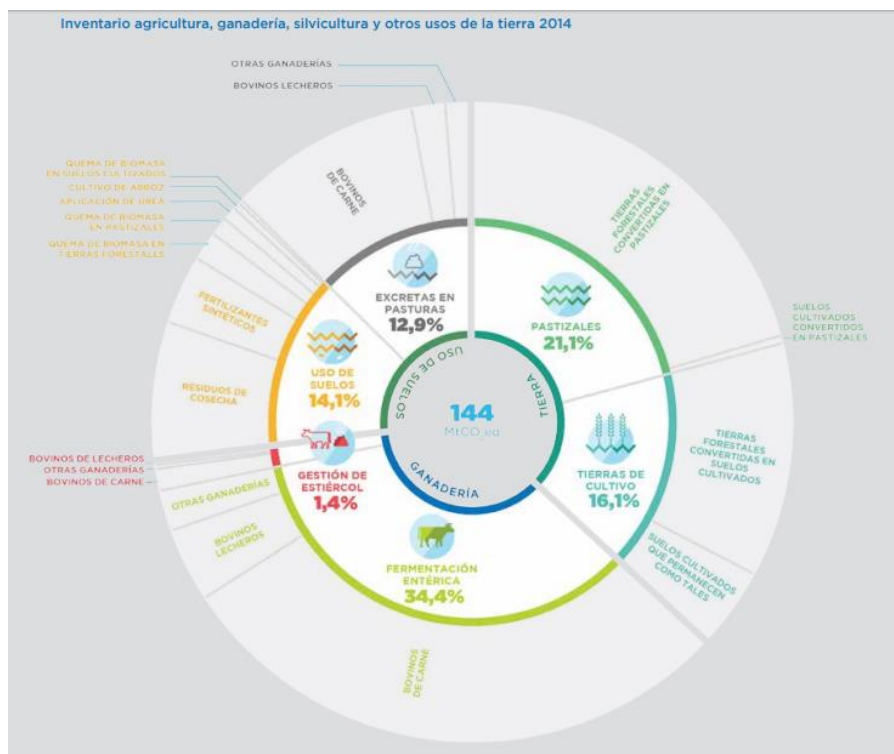 Inventario agricultura, ganadería, silvicultura y otros usos de la tierra 2014
OTRAS GANADERÍAS
BOVINOS LECHEROS
QUEMA DE BIOMASA
EN SUELOS CULTIVADOS
CULTIVO DE ARROZ
APLICACIÓN DE UREA
QUEMA DE BIOMASA
EN PASTIZALES
QUEMA DE BIOMASA EN
TIERRAS FORESTALES
BOVINOS
DE CARNE
TIERRAS
FORESTALES
CONVERTIDAS EN
PASTIZALES
FERTILIZANTES
SINTÉTICOS
RESIDUOS DE
COSECHA
EXCRETAS EN
PASTURAS
12,9%
PASTIZALES
21,1%
SUELOS
CULTIVADOS
CONVERTIDOS
EN PASTIZALES
USO DE
SUELOS
14,1%
USO DE SUELOS
TIERRA
GANADERÍA
144
MtCO₂eq
BOVINOS DE LECHEROS
OTRAS GANADERÍAS
BOVINOS DE CARNE
GESTIÓN DE
ESTIÉRCOL
1,4%
TIERRAS DE
CULTIVO
16,1%
TIERRAS
FORESTALES
CONVERTIDAS EN
SUELOS
CULTIVADOS
SUELOS CULTIVADOS
QUE PERMANECEN
COMO TALES
OTRAS GANADERÍAS
BOVINOS
LECHEROS
FERMENTACIÓN
ENTÉRICA
34,4%
BOVINOS
DE CARNE